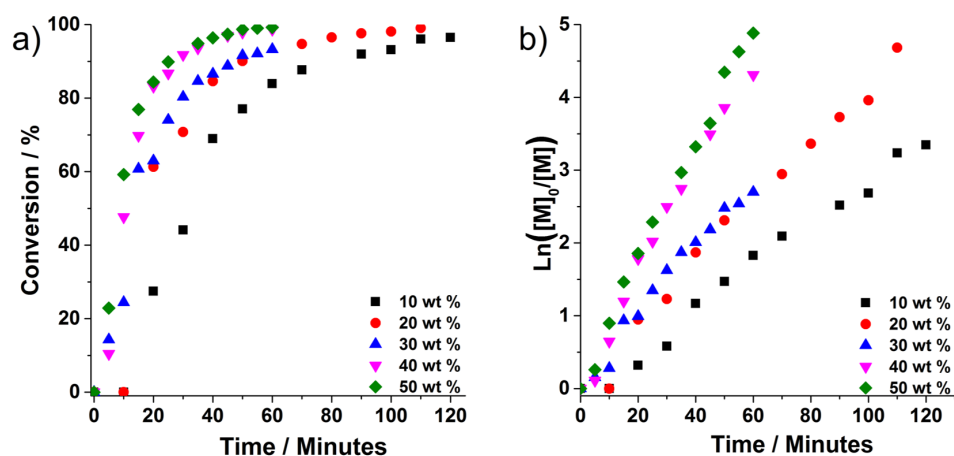 a)
Conversion / %
100
80
60
40
20
0
10 wt %
20 wt %
30 wt %
40 wt %
50 wt %
0 20 40 60 80 100 120
Time / Minutes
b)
Ln([M]0/[M])
5
4
3
2
1
0
10 wt %
20 wt %
30 wt %
40 wt %
50 wt %
0 20 40 60 80 100 120
Time / Minutes